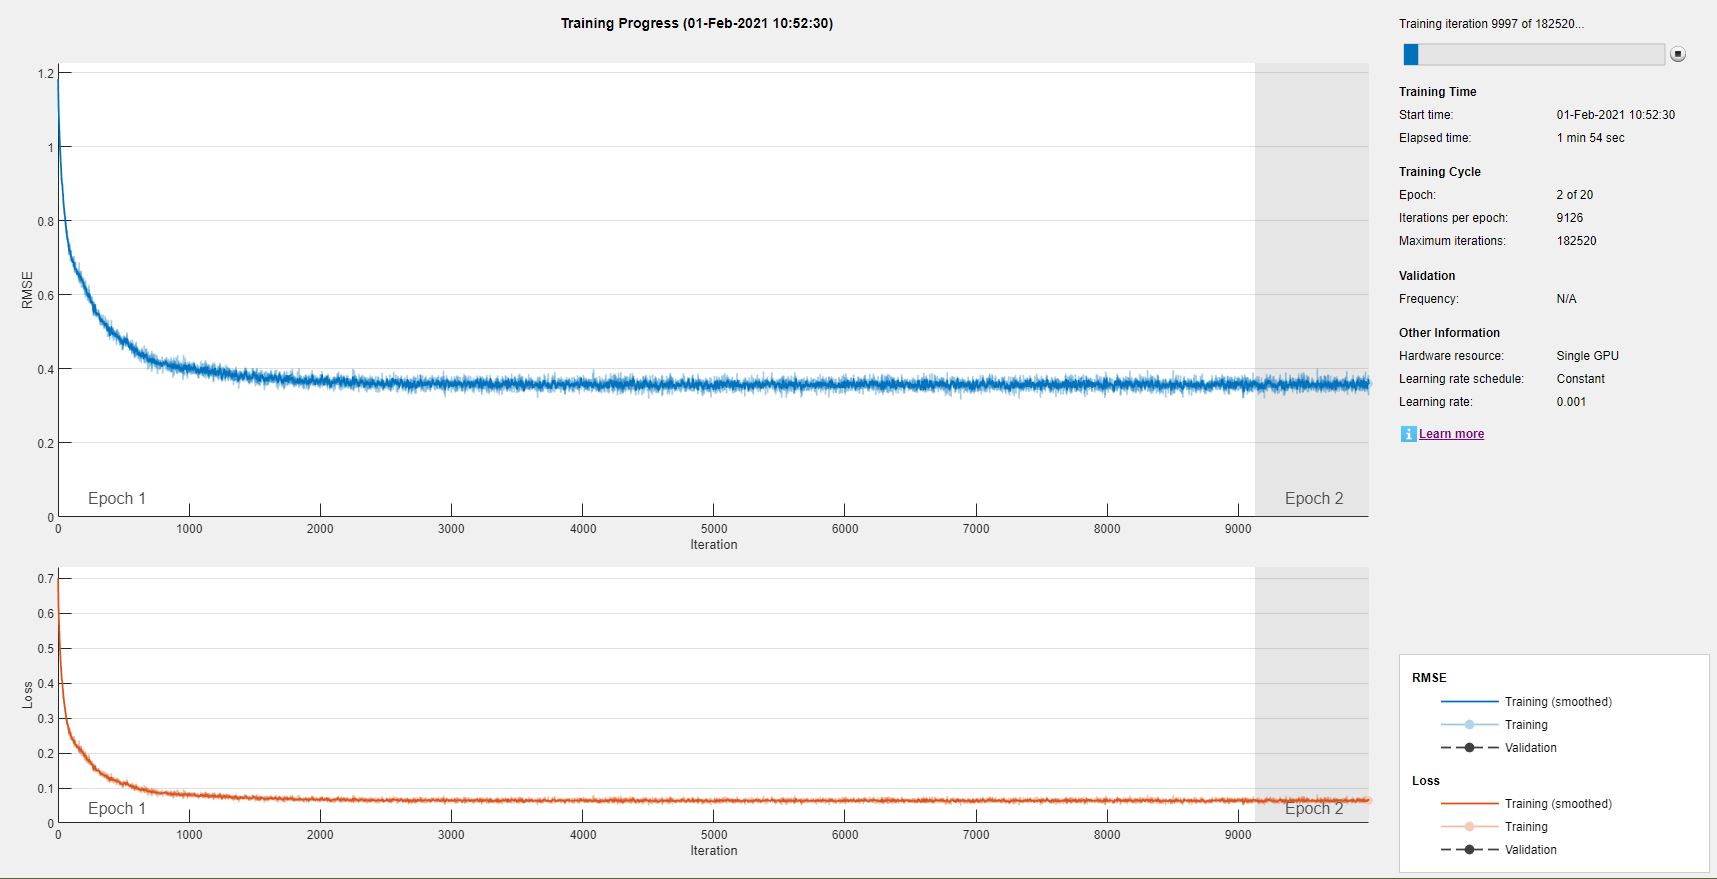 Training Progress (01-Feb-2021 10:52:30)
1.2
1
0.8
0.6
0.4
0.2
0
RMSE
Epoch 1
Epoch 2
0 1000 2000 3000 4000 5000 6000 7000 8000 9000
Iteration
0.7
0.6
0.5
0.4
0.3
0.2
0.1
0
Loss
Epoch 1
Epoch 2
0 1000 2000 3000 4000 5000 6000 7000 8000 9000
Iteration
Training iteration 9997 of 182520...
Training Time
Start time: 01-Feb-2021 10:52:30
Elapsed time: 1 min 54 sec
Training Cycle
Epoch: 2 of 20
Iterations per epoch: 9126
Maximum iterations: 182520
Validation
Frequency: N/A
Other Information
Hardware resource: Single GPU
Learning rate schedule: Constant
Learning rate: 0.001
i Learn more
RMSE
Training (smoothed)
Training
Validation
Loss
Training (smoothed)
Training
Validation